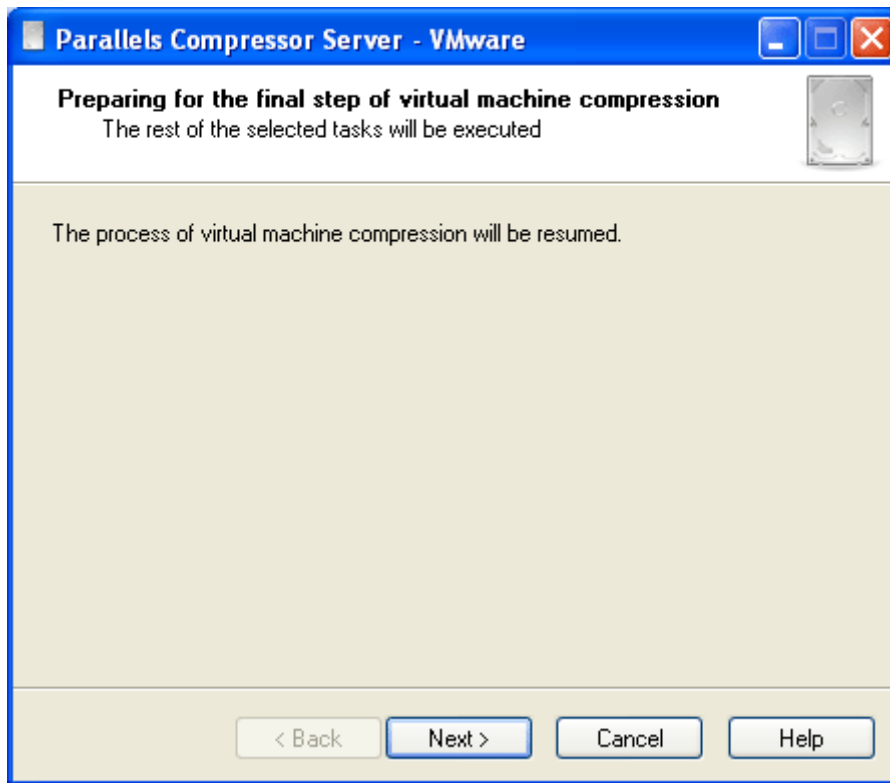 Parallels Compressor Server - VMware
Preparing for the final step of virtual machine compression
The rest of the selected tasks will be executed
The process of virtual machine compression will be resumed.
< Back Next > Cancel Help